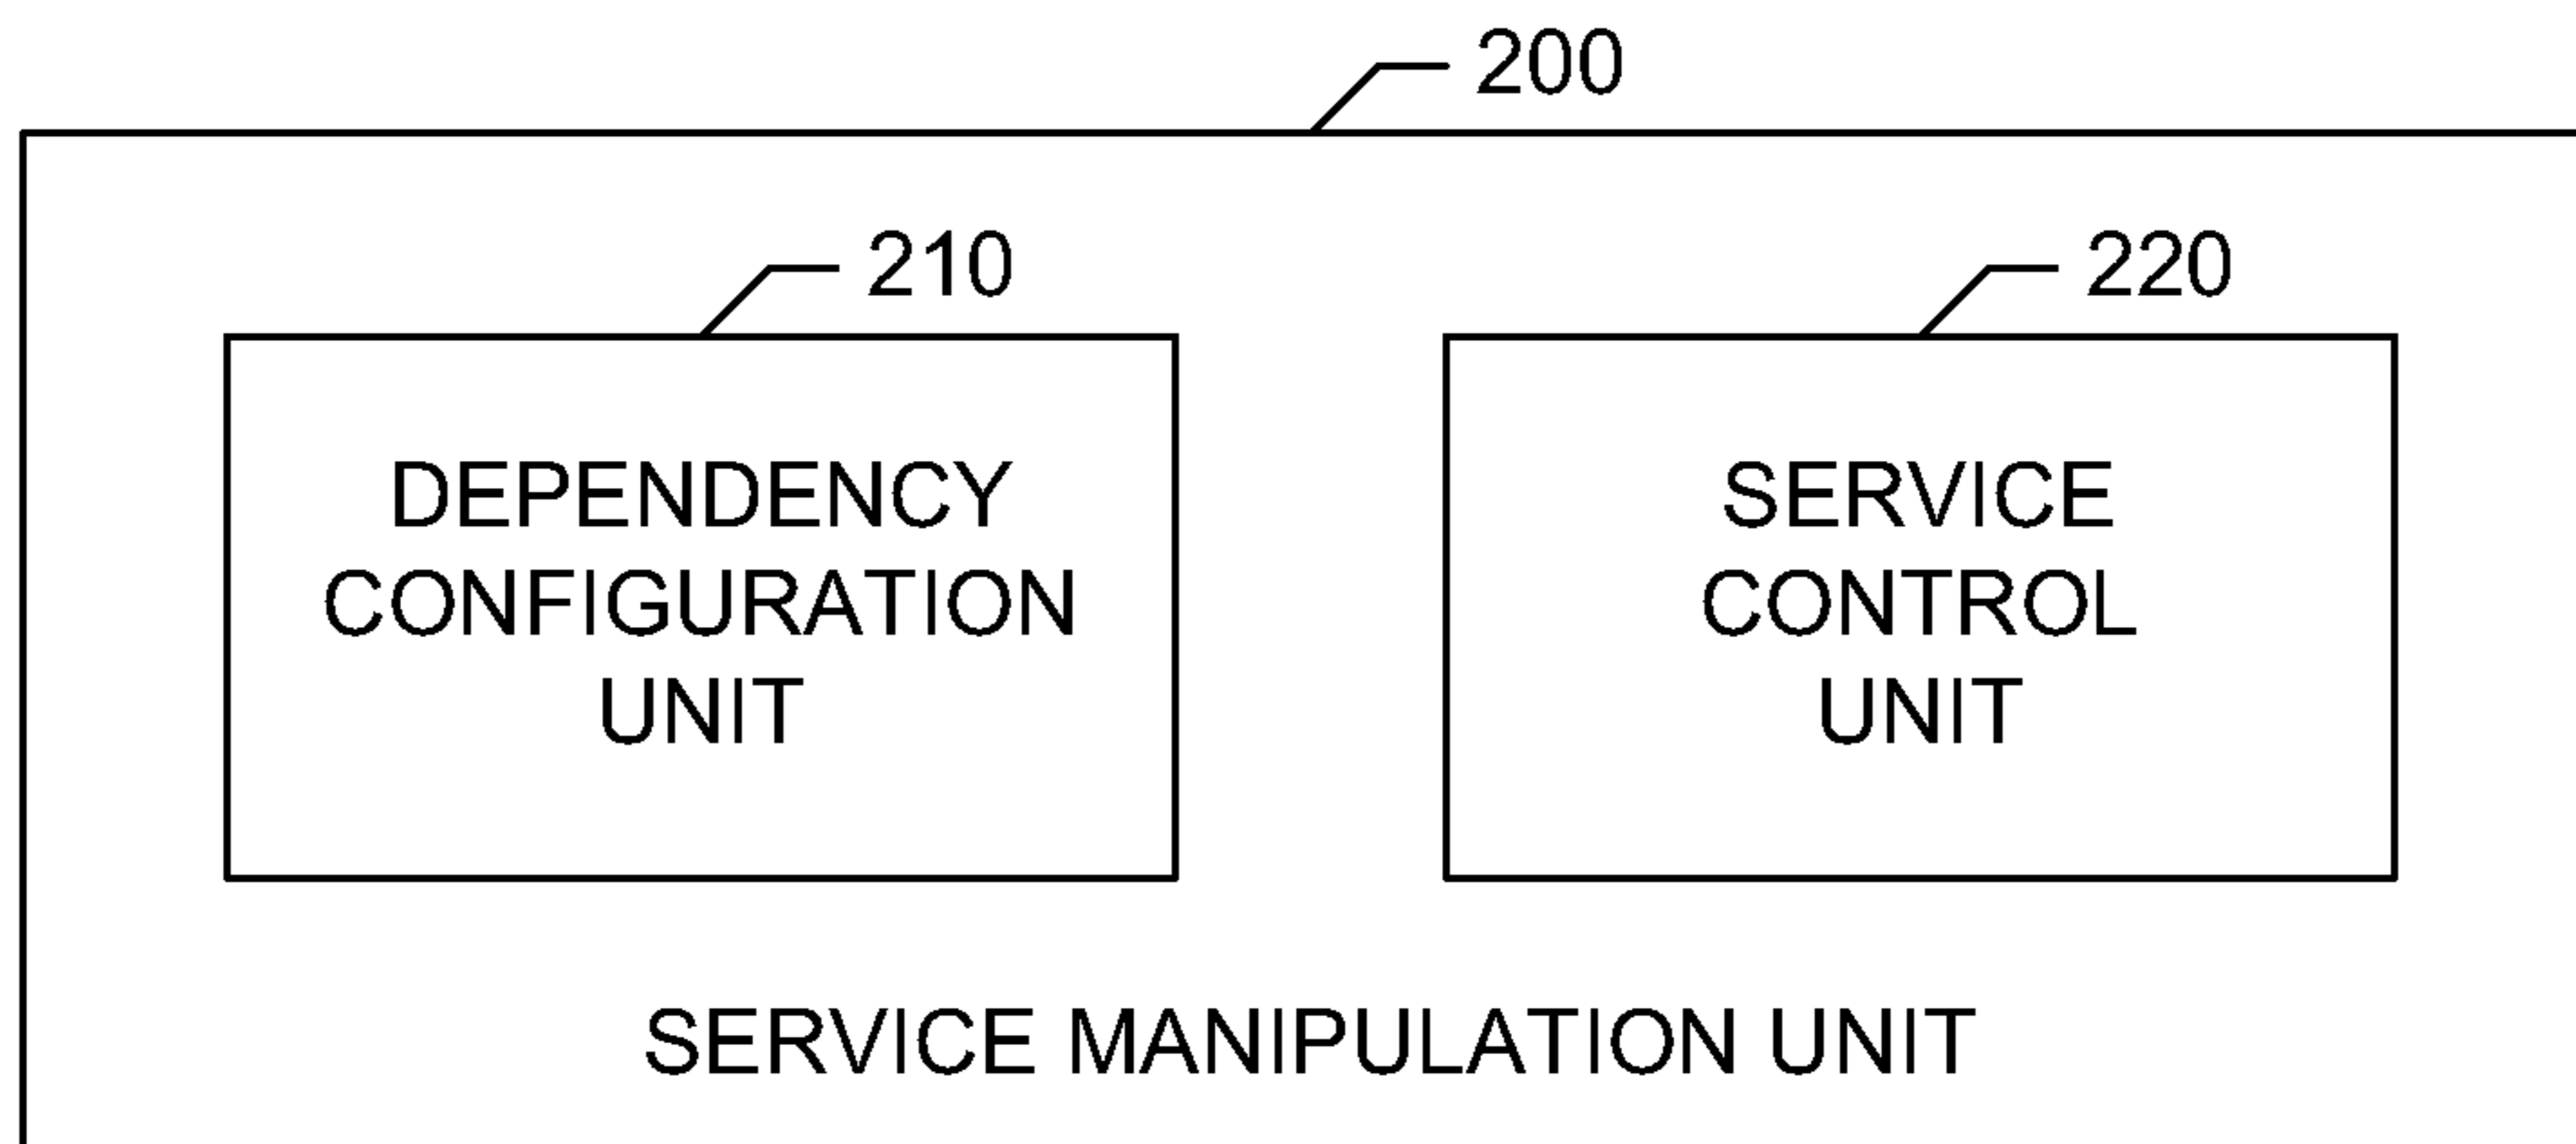 200
210
220
DEPENDENCY
CONFIGURATION
UNIT
SERVICE
CONTROL
UNIT
SERVICE MANIPULATION UNIT